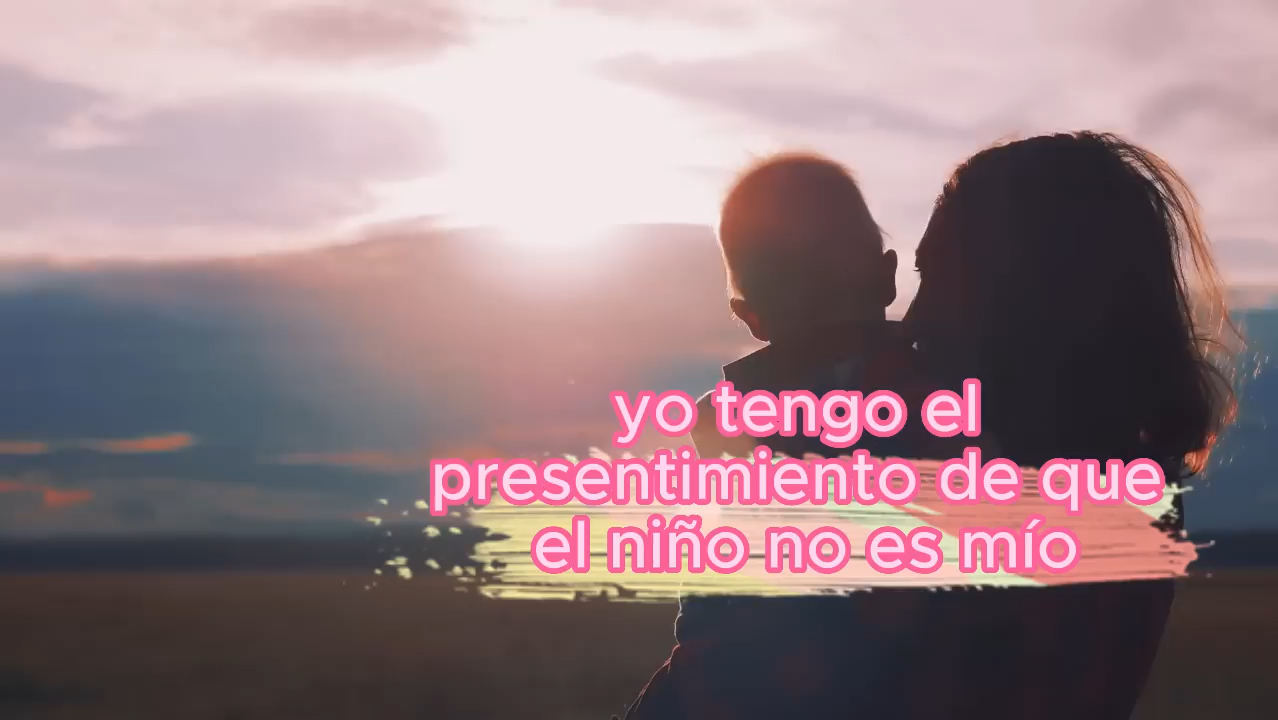 yo tengo el
presentimiento de que
el niño no es mío